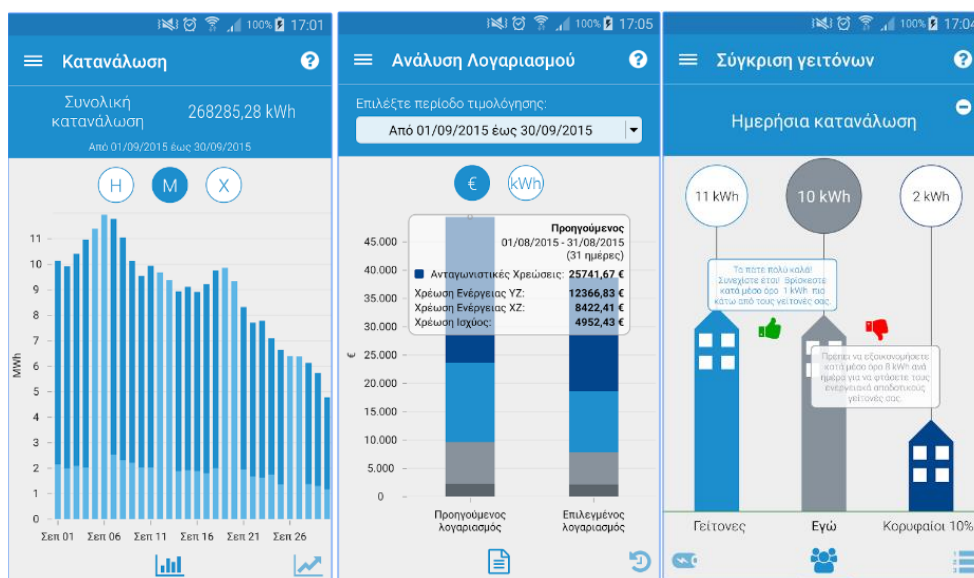 100% 17:01
Κατανάλωση
Συνολική
κατανάλωση
268285,28 kWh
Από 01/09/2015 έως 30/09/2015
Η Μ Χ
11
10
9
8
7
6
5
4
3
2
1
0
MWh
Σεπ 01 Σεπ 06 Σεπ 11 Σεπ 16 Σεπ 21 Σεπ 26
100% 17:05
Ανάλυση Λογαριασμού
Επιλέξτε περίοδο τιμολόγησης:
Από 01/09/2015 έως 30/09/2015
€ kWh
Προηγούμενος
01/08/2015 - 31/08/2015
(31 ημέρες)
Ανταγωνιστικές Χρεώσεις: 25741,67 €
Χρέωση Ενέργειας ΥΖ: 12366,83 €
Χρέωση Ενέργειας ΧΖ: 8422,41 €
Χρέωση Ισχύος: 4952,43 €
45.000
40.000
35.000
30.000
25.000
20.000
15.000
10.000
5.000
0
€
Προηγούμενος
λογαριασμός
Επιλεγμένος
λογαριασμός
100% 17:04
Σύγκριση γειτόνων
Ημερήσια κατανάλωση
11 kWh
10 kWh
2 kWh
Τα πατε πολύ καλά!
Συνεχίστε έτσι! Βρίσκεστε
κατά μέσο όρο 1 kWh πιο
κάτω από τους γείτονές σας.
Πρέπει να εξοικονομήσετε
κατά μέσο όρο 8 kWh ανά
ημέρα για να φτάσετε τους
ενεργειακά αποδοτικούς
γείτονές σας.
Γείτονες
Εγώ
Κορυφαίοι 10%